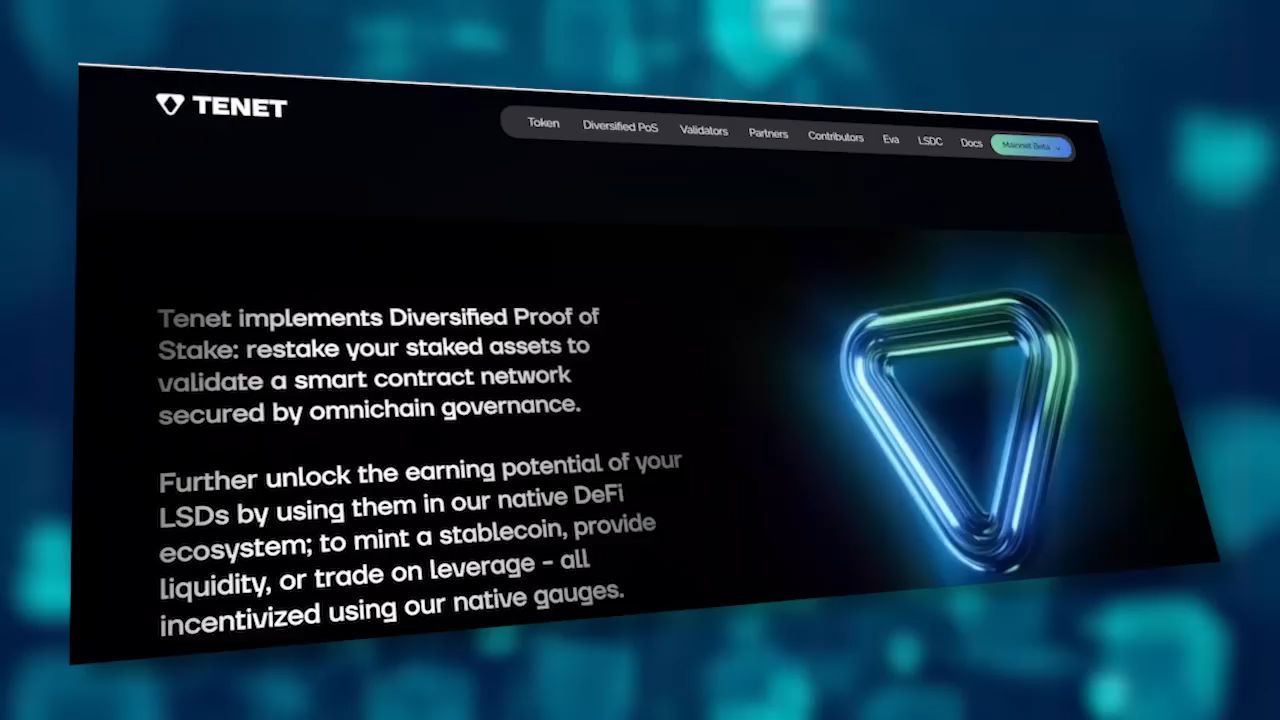 TENET
Token Diversified PoS Validators Partners Contributors Eva LSDC Docs Mainnet Beta
Tenet implements Diversified Proof of
Stake: restake your staked assets to
validate a smart contract network
secured by omnichain governance.
Further unlock the earning potential of your
LSDs by using them in our native DeFi
ecosystem; to mint a stablecoin, provide
liquidity, or trade on leverage - all
incentivized using our native gauges.